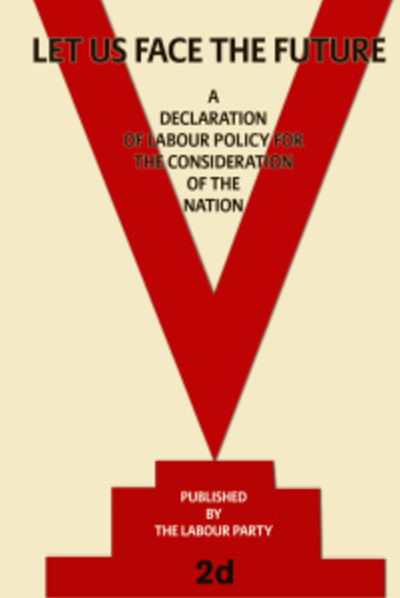 LET US FACE THE FUTURE
A
DECLARATION
OF LABOUR POLICY FOR
THE CONSIDERATION
OF THE
NATION
PUBLISHED
BY
THE LABOUR PARTY
2d